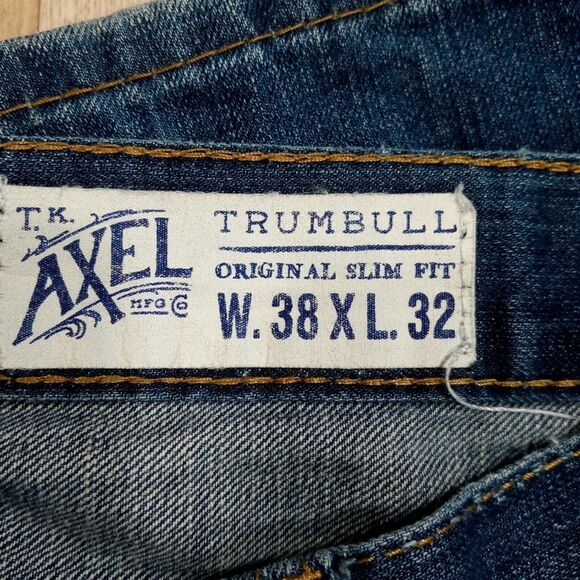 T.K.
AXEL
MFG Co
TRUMBULL
ORIGINAL SLIM FIT
W. 38 X L. 32